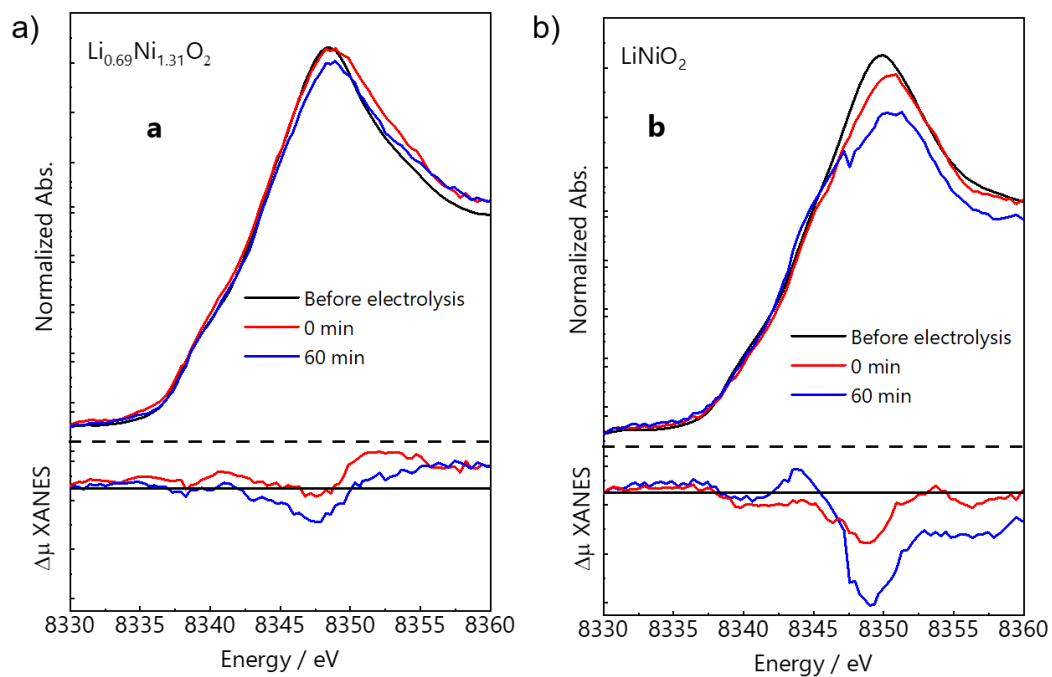 a)
Li0.69Ni1.31O2
a
Normalized Abs.
Before electrolysis
0 min
60 min
Δμ XANES
8330 8335 8340 8345 8350 8355 8360
Energy / eV
b)
LiNiO2
b
Normalized Abs.
Before electrolysis
0 min
60 min
Δμ XANES
8330 8335 8340 8345 8350 8355 8360
Energy / eV